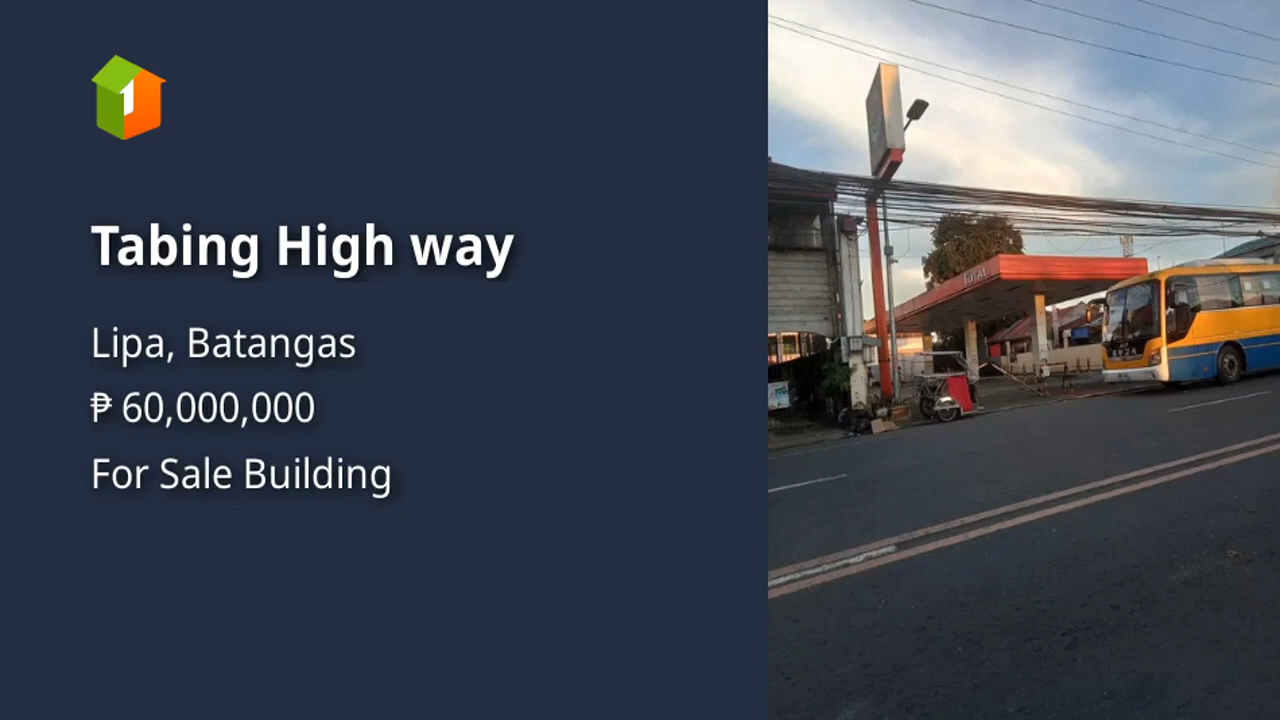 Tabing High way
Lipa, Batangas
₱ 60,000,000
For Sale Building